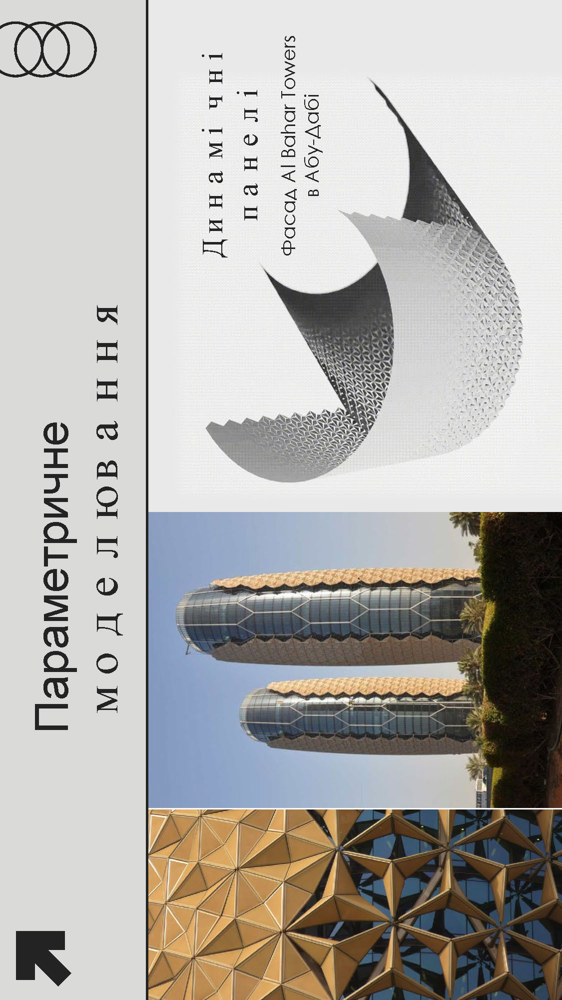 Параметричне
моделювання
Динамічні
панелі
Фасад Al Bahar Towers
в Абу-Дабі